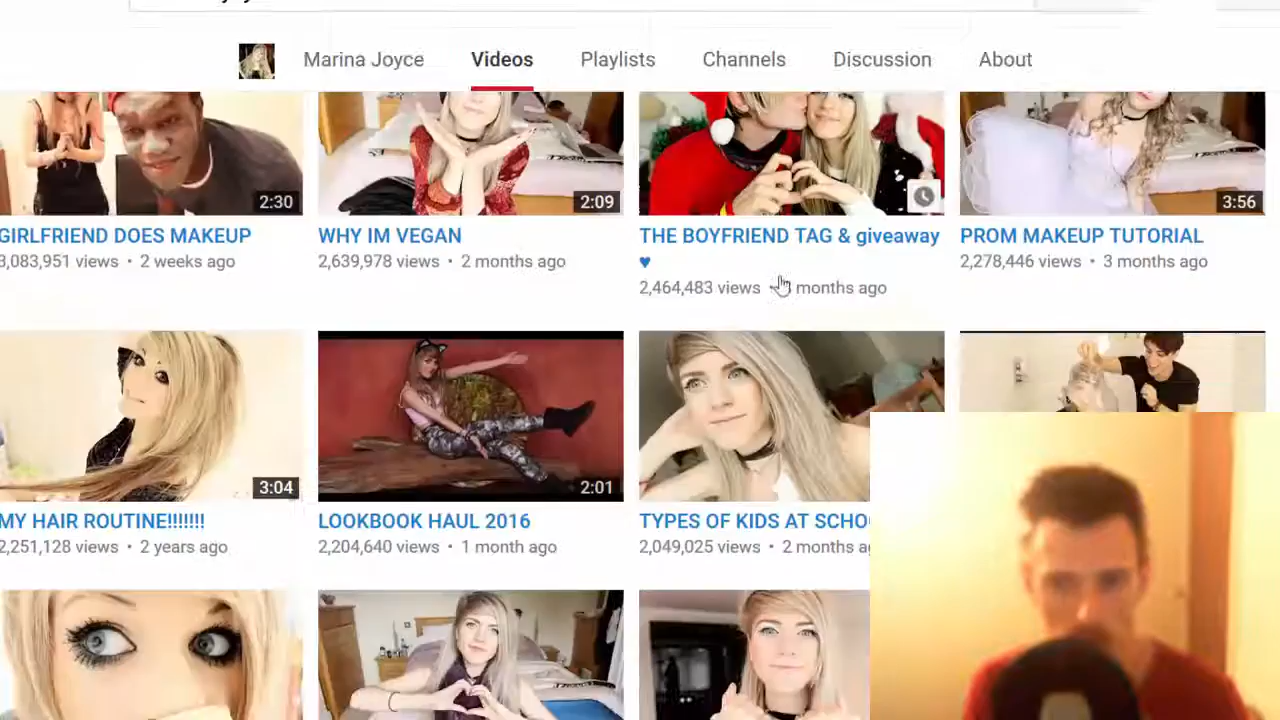 Marina Joyce Videos Playlists Channels Discussion About
2:30 2:09 3:56
GIRLFRIEND DOES MAKEUP WHY IM VEGAN THE BOYFRIEND TAG & giveaway PROM MAKEUP TUTORIAL
3,083,951 views • 2 weeks ago 2,639,978 views • 2 months ago ♥ 2,278,446 views • 3 months ago
2,464,483 views • months ago
3:04 2:01
MY HAIR ROUTINE!!!!!!! LOOKBOOK HAUL 2016 TYPES OF KIDS AT SCHO
2,251,128 views • 2 years ago 2,204,640 views • 1 month ago 2,049,025 views • 2 months a